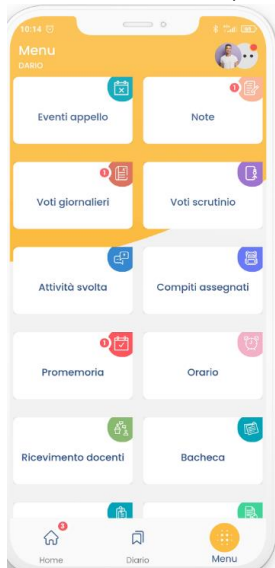 10:14
Menu
DARIO
Eventi appello
1
Note
1
Voti giornalieri
Voti scrutinio
Attività svolta
Compiti assegnati
1
Promemoria
Orario
Ricevimento docenti
Bacheca
3
Home
Diario
Menu